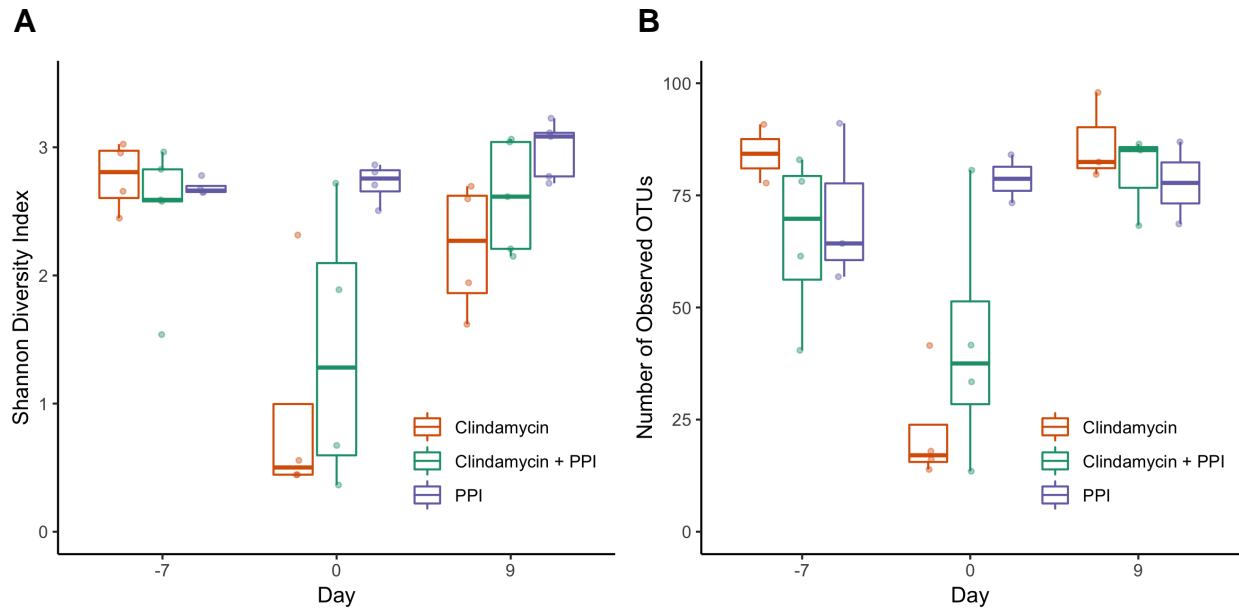 A
Shannon Diversity Index
3
2
1
0
-7
0
9
Day
Clindamycin
Clindamycin + PPI
PPI
B
Number of Observed OTUs
100
75
50
25
0
-7
0
9
Day
Clindamycin
Clindamycin + PPI
PPI